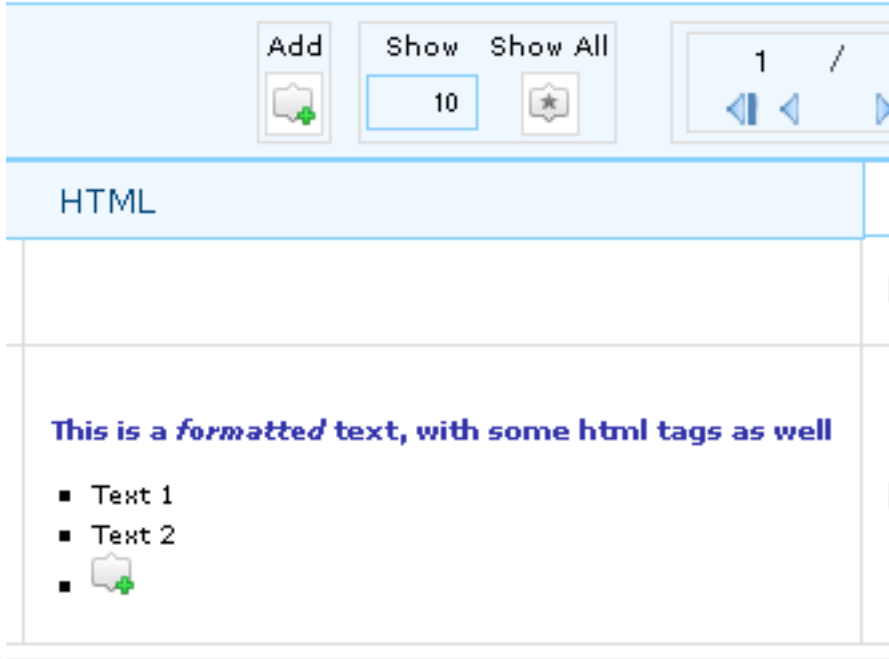 Add Show Show All
10 1 /
HTML
This is a formatted text, with some html tags as well
Text 1
Text 2